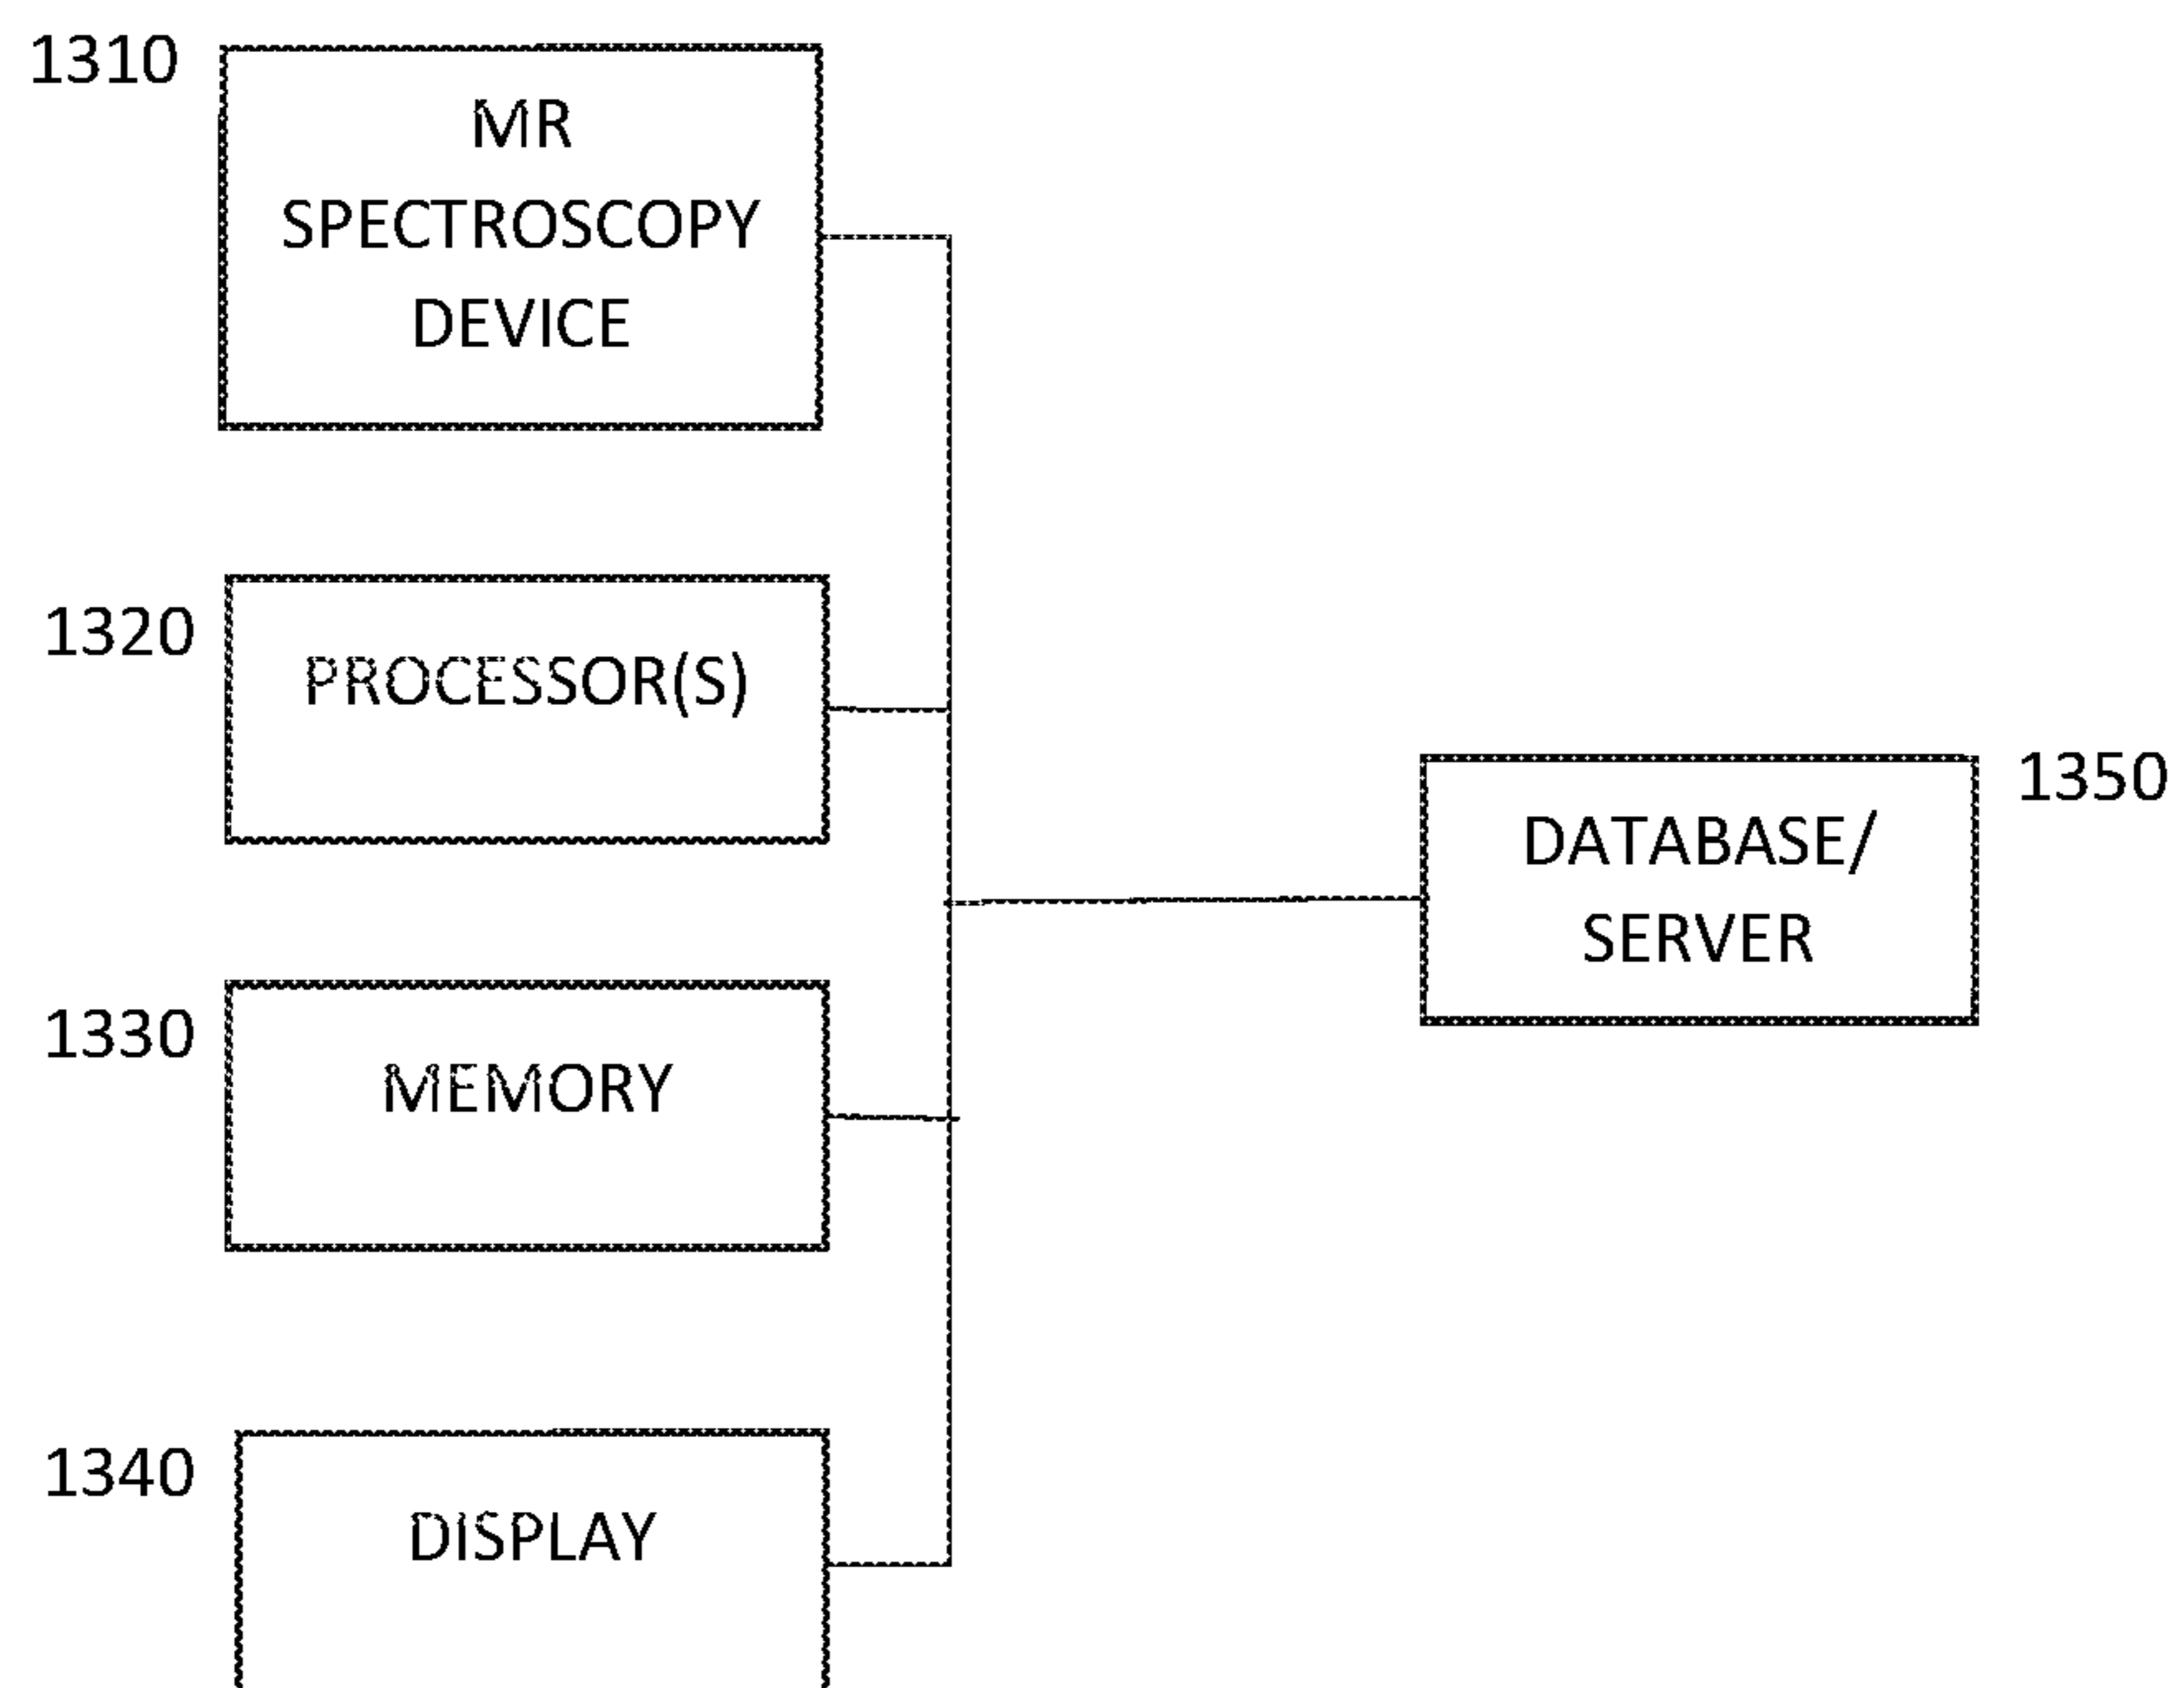 1310
MR
SPECTROSCOPY
DEVICE
1320
PROCESSOR(S)
1350
DATABASE/
SERVER
1330
MEMORY
1340
DISPLAY